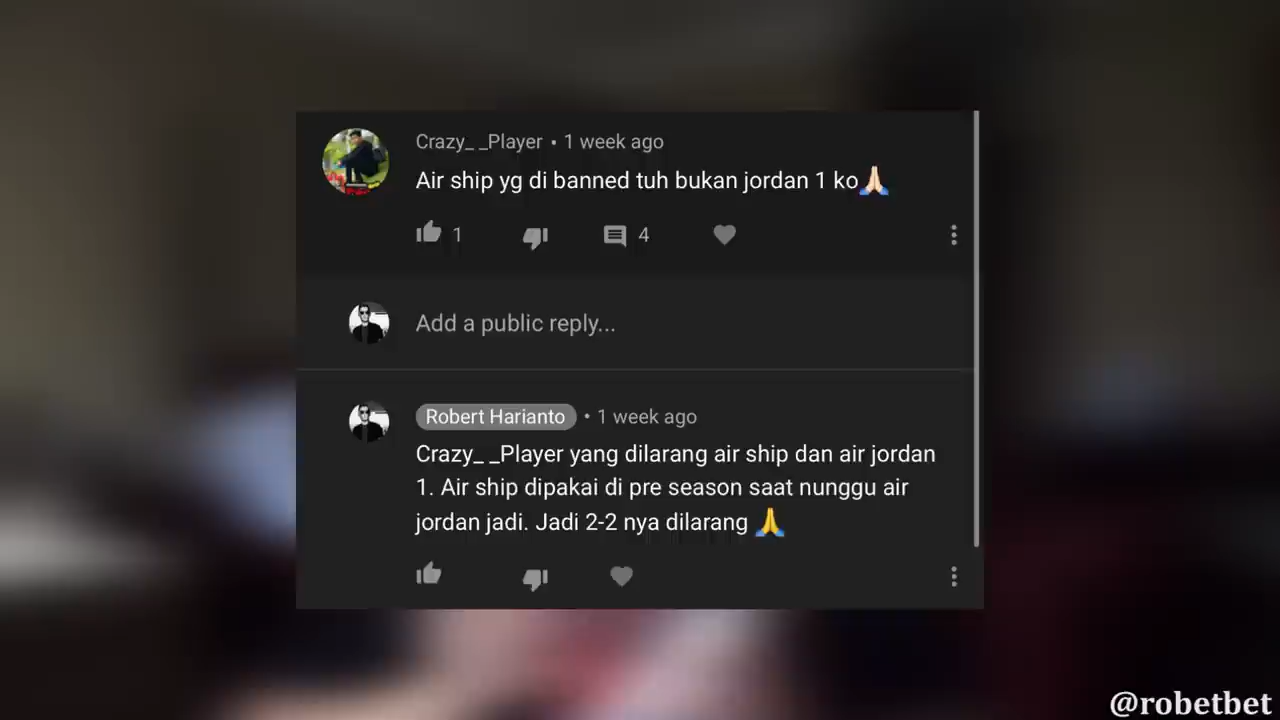 Crazy_ _Player • 1 week ago
Air ship yg di banned tuh bukan jordan 1 ko🙏🏻
1
4
Add a public reply...
Robert Harianto • 1 week ago
Crazy_ _Player yang dilarang air ship dan air jordan
1. Air ship dipakai di pre season saat nunggu air
jordan jadi. Jadi 2-2 nya dilarang 🙏
@robetbet